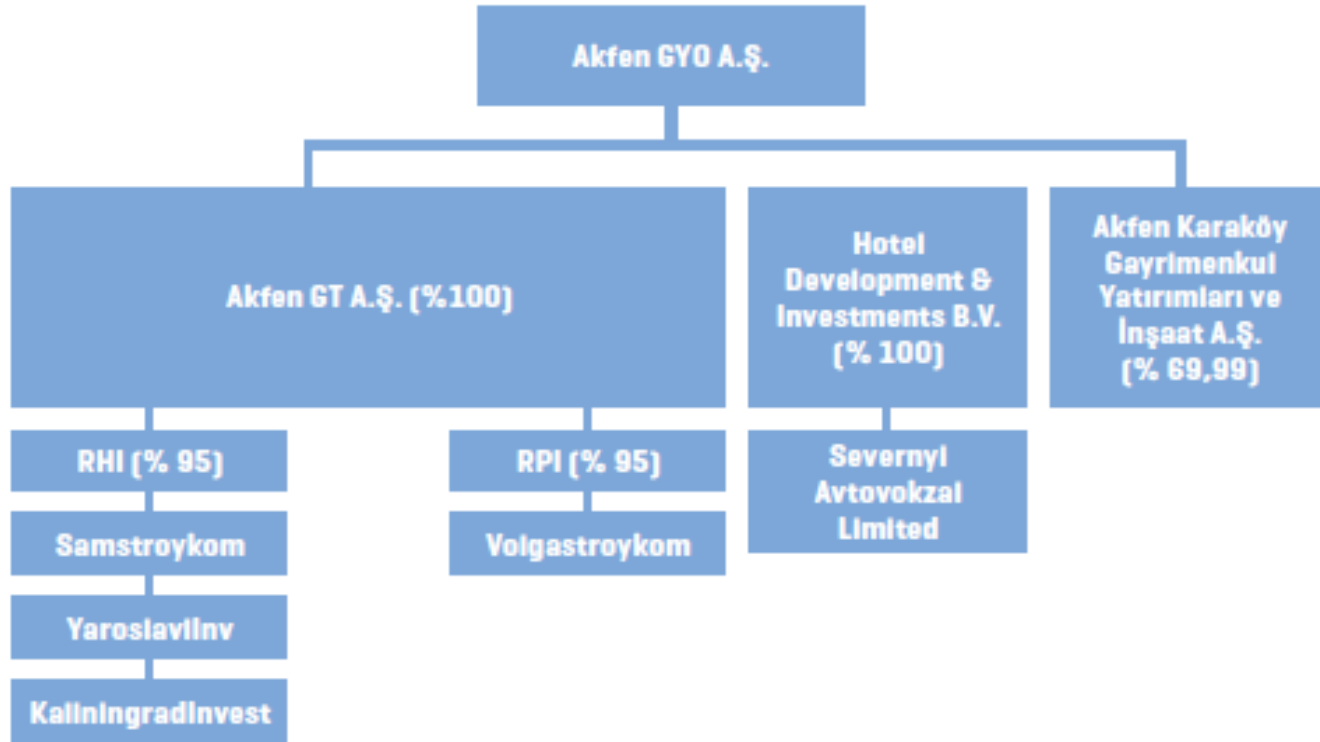 Akfen GYO A.Ş.
Akfen GT A.Ş. (%100)
Hotel
Development &
Investments B.V.
(% 100)
Akfen Karaköy
Gayrimenkul
Yatırımları ve
İnşaat A.Ş.
(% 69,99)
RHI (% 95)
RPI (% 95)
Severnyi
Avtovokzal
Limited
Samstroykom
Volgastroykom
YaroslavlInv
KaliningradInvest